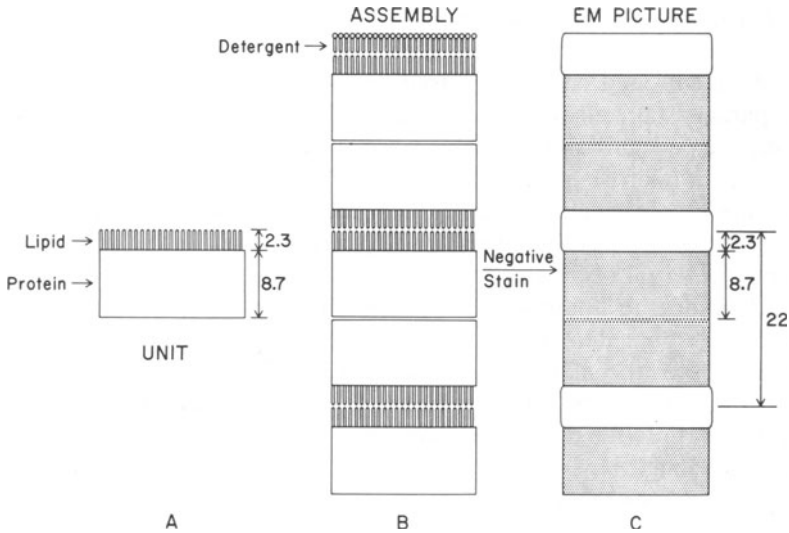 ASSEMBLY
EM PICTURE
Detergent
Lipid
2.3
Protein
8.7
UNIT
Negative
Stain
2.3
8.7
22
A
B
C